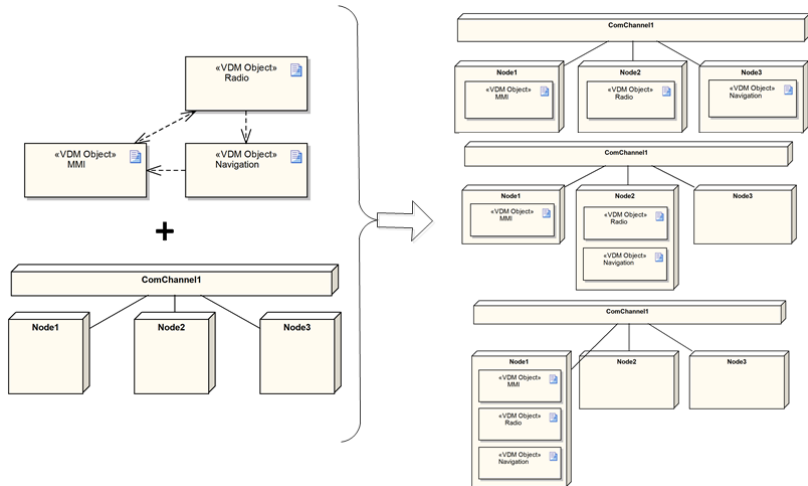 «VDM Object»
Radio
«VDM Object»
MMI
«VDM Object»
Navigation
+
ComChannel1
Node1
Node2
Node3
ComChannel1
Node1
«VDM Object»
MMI
Node2
«VDM Object»
Radio
Node3
«VDM Object»
Navigation
ComChannel1
Node1
«VDM Object»
MMI
Node2
«VDM Object»
Radio
«VDM Object»
Navigation
Node3
ComChannel1
Node1
«VDM Object»
MMI
«VDM Object»
Radio
«VDM Object»
Navigation
Node2
Node3